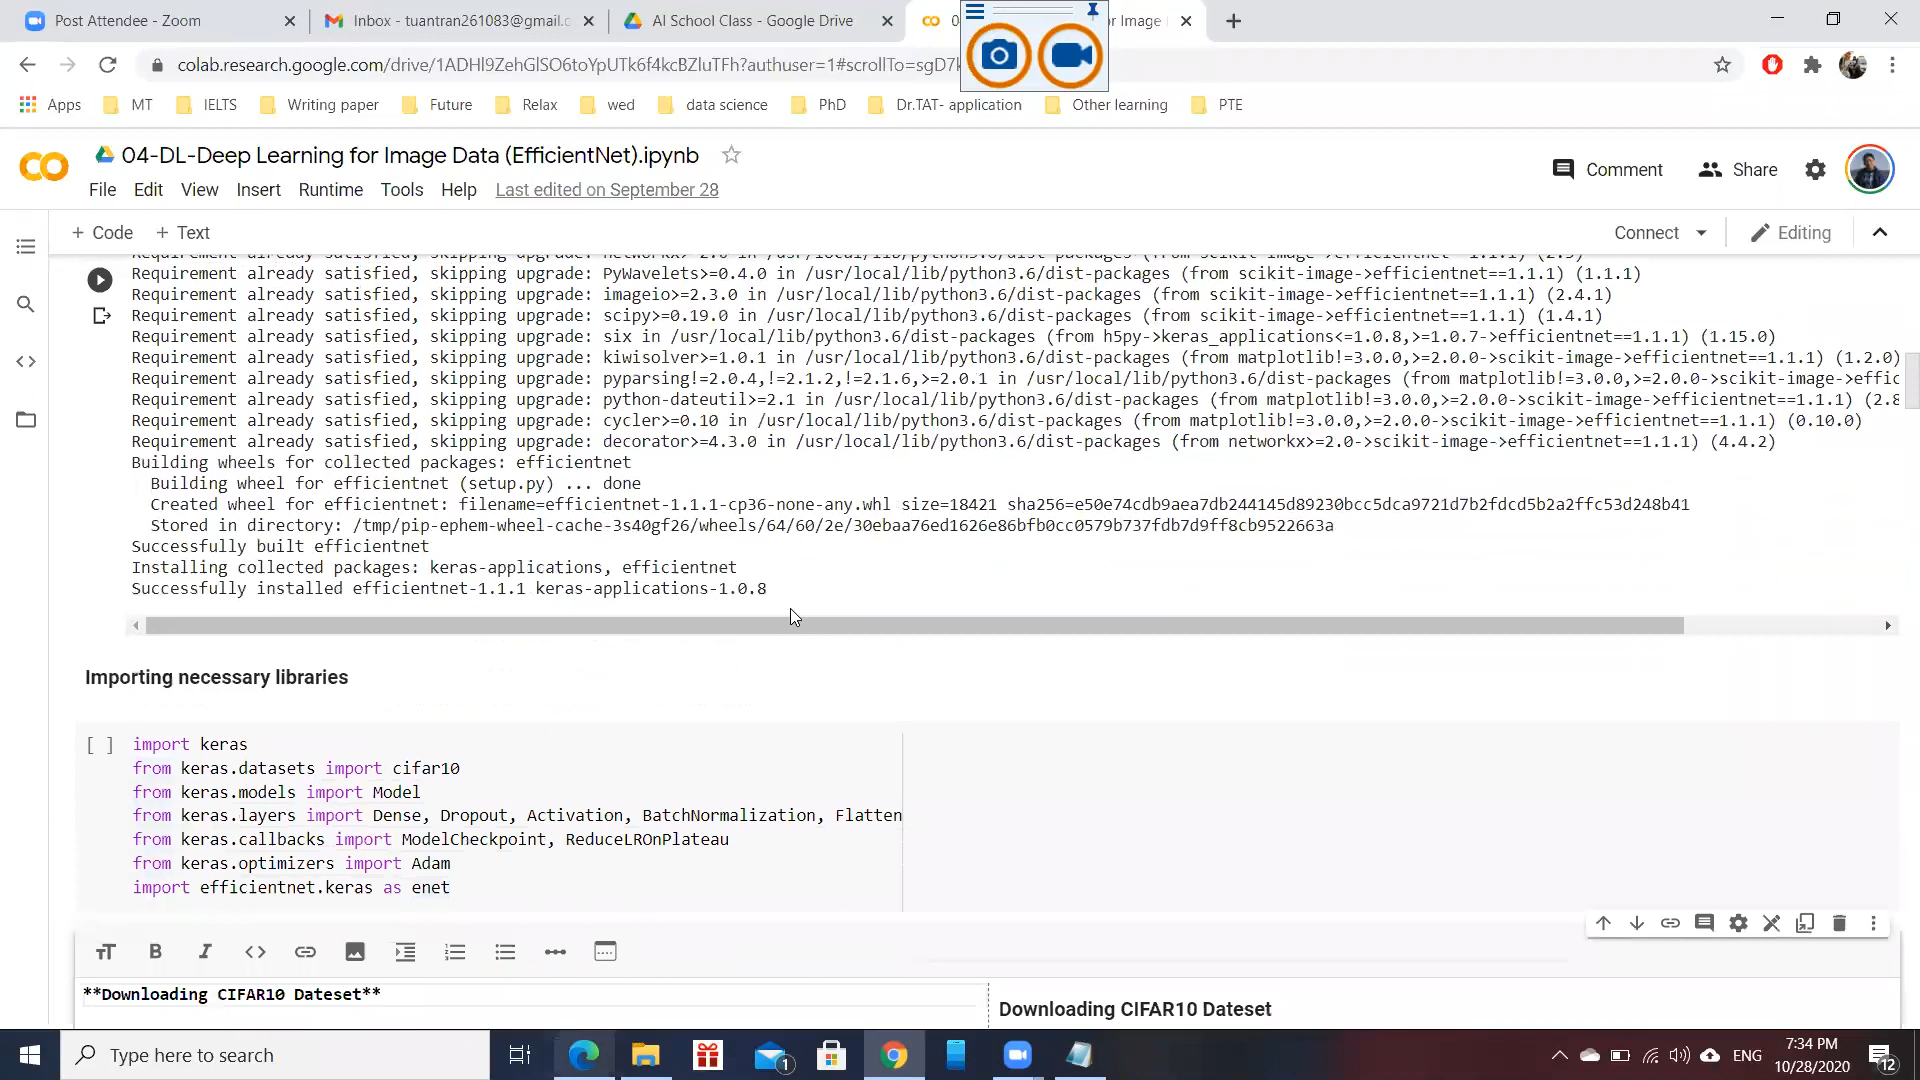 Post Attendee - Zoom
Inbox - tuantran261083@gmail.c
AI School Class - Google Drive
or Image
colab.research.google.com/drive/1ADHl9ZehGlSO6toYpUTk6f4kcBZluTFh?authuser=1#scrollTo=sgD7k
Apps MT IELTS Writing paper Future Relax wed data science PhD Dr.TAT- application Other learning PTE
04-DL-Deep Learning for Image Data (EfficientNet).ipynb
Comment Share
File Edit View Insert Runtime Tools Help Last edited on September 28
+ Code + Text Connect Editing
Requirement already satisfied, skipping upgrade: PyWavelets>=0.4.0 in /usr/local/lib/python3.6/dist-packages (from scikit-image->efficientnet==1.1.1) (1.1.1)
Requirement already satisfied, skipping upgrade: imageio>=2.3.0 in /usr/local/lib/python3.6/dist-packages (from scikit-image->efficientnet==1.1.1) (2.4.1)
Requirement already satisfied, skipping upgrade: scipy>=0.19.0 in /usr/local/lib/python3.6/dist-packages (from scikit-image->efficientnet==1.1.1) (1.4.1)
Requirement already satisfied, skipping upgrade: six in /usr/local/lib/python3.6/dist-packages (from h5py->keras_applications<=1.0.8,>=1.0.7->efficientnet==1.1.1) (1.15.0)
Requirement already satisfied, skipping upgrade: kiwisolver>=1.0.1 in /usr/local/lib/python3.6/dist-packages (from matplotlib!=3.0.0,>=2.0.0->scikit-image->efficientnet==1.1.1) (1.2.0)
Requirement already satisfied, skipping upgrade: pyparsing!=2.0.4,!=2.1.2,!=2.1.6,>=2.0.1 in /usr/local/lib/python3.6/dist-packages (from matplotlib!=3.0.0,>=2.0.0->scikit-image->effic
Requirement already satisfied, skipping upgrade: python-dateutil>=2.1 in /usr/local/lib/python3.6/dist-packages (from matplotlib!=3.0.0,>=2.0.0->scikit-image->efficientnet==1.1.1) (2.8
Requirement already satisfied, skipping upgrade: cycler>=0.10 in /usr/local/lib/python3.6/dist-packages (from matplotlib!=3.0.0,>=2.0.0->scikit-image->efficientnet==1.1.1) (0.10.0)
Requirement already satisfied, skipping upgrade: decorator>=4.3.0 in /usr/local/lib/python3.6/dist-packages (from networkx>=2.0->scikit-image->efficientnet==1.1.1) (4.4.2)
Building wheels for collected packages: efficientnet
Building wheel for efficientnet (setup.py) ... done
Created wheel for efficientnet: filename=efficientnet-1.1.1-cp36-none-any.whl size=18421 sha256=e50e74cdb9aea7db244145d89230bcc5dca9721d7b2fdcd5b2a2ffc53d248b41
Stored in directory: /tmp/pip-ephem-wheel-cache-3s40gf26/wheels/64/60/2e/30ebaa76ed1626e86bfb0cc0579b737fdb7d9ff8cb9522663a
Successfully built efficientnet
Installing collected packages: keras-applications, efficientnet
Successfully installed efficientnet-1.1.1 keras-applications-1.0.8
Importing necessary libraries
[ ] import keras
from keras.datasets import cifar10
from keras.models import Model
from keras.layers import Dense, Dropout, Activation, BatchNormalization, Flatten
from keras.callbacks import ModelCheckpoint, ReduceLROnPlateau
from keras.optimizers import Adam
import efficientnet.keras as enet
**Downloading CIFAR10 Dateset**
Downloading CIFAR10 Dateset
Type here to search
1
ENG
7:34 PM
10/28/2020
12